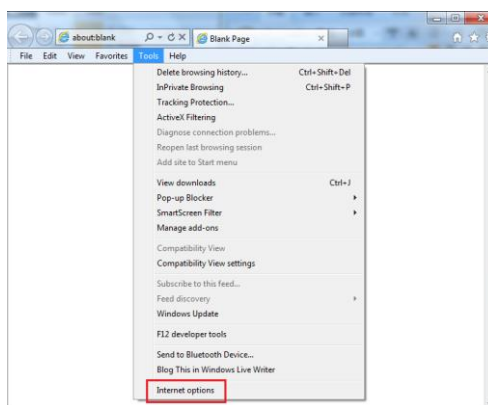 about:blank
Blank Page
File Edit View Favorites Tools Help
Delete browsing history... Ctrl+Shift+Del
InPrivate Browsing Ctrl+Shift+P
Tracking Protection...
ActiveX Filtering
Diagnose connection problems...
Reopen last browsing session
Add site to Start menu
View downloads Ctrl+J
Pop-up Blocker
SmartScreen Filter
Manage add-ons
Compatibility View
Compatibility View settings
Subscribe to this feed...
Feed discovery
Windows Update
F12 developer tools
Send to Bluetooth Device...
Blog This in Windows Live Writer
Internet options